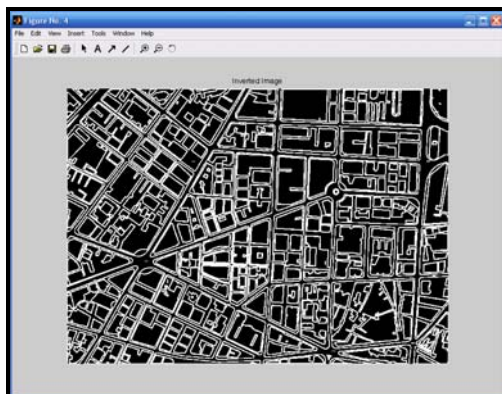 Figure No. 4
File Edit View Insert Tools Window Help
A
Inverted Image